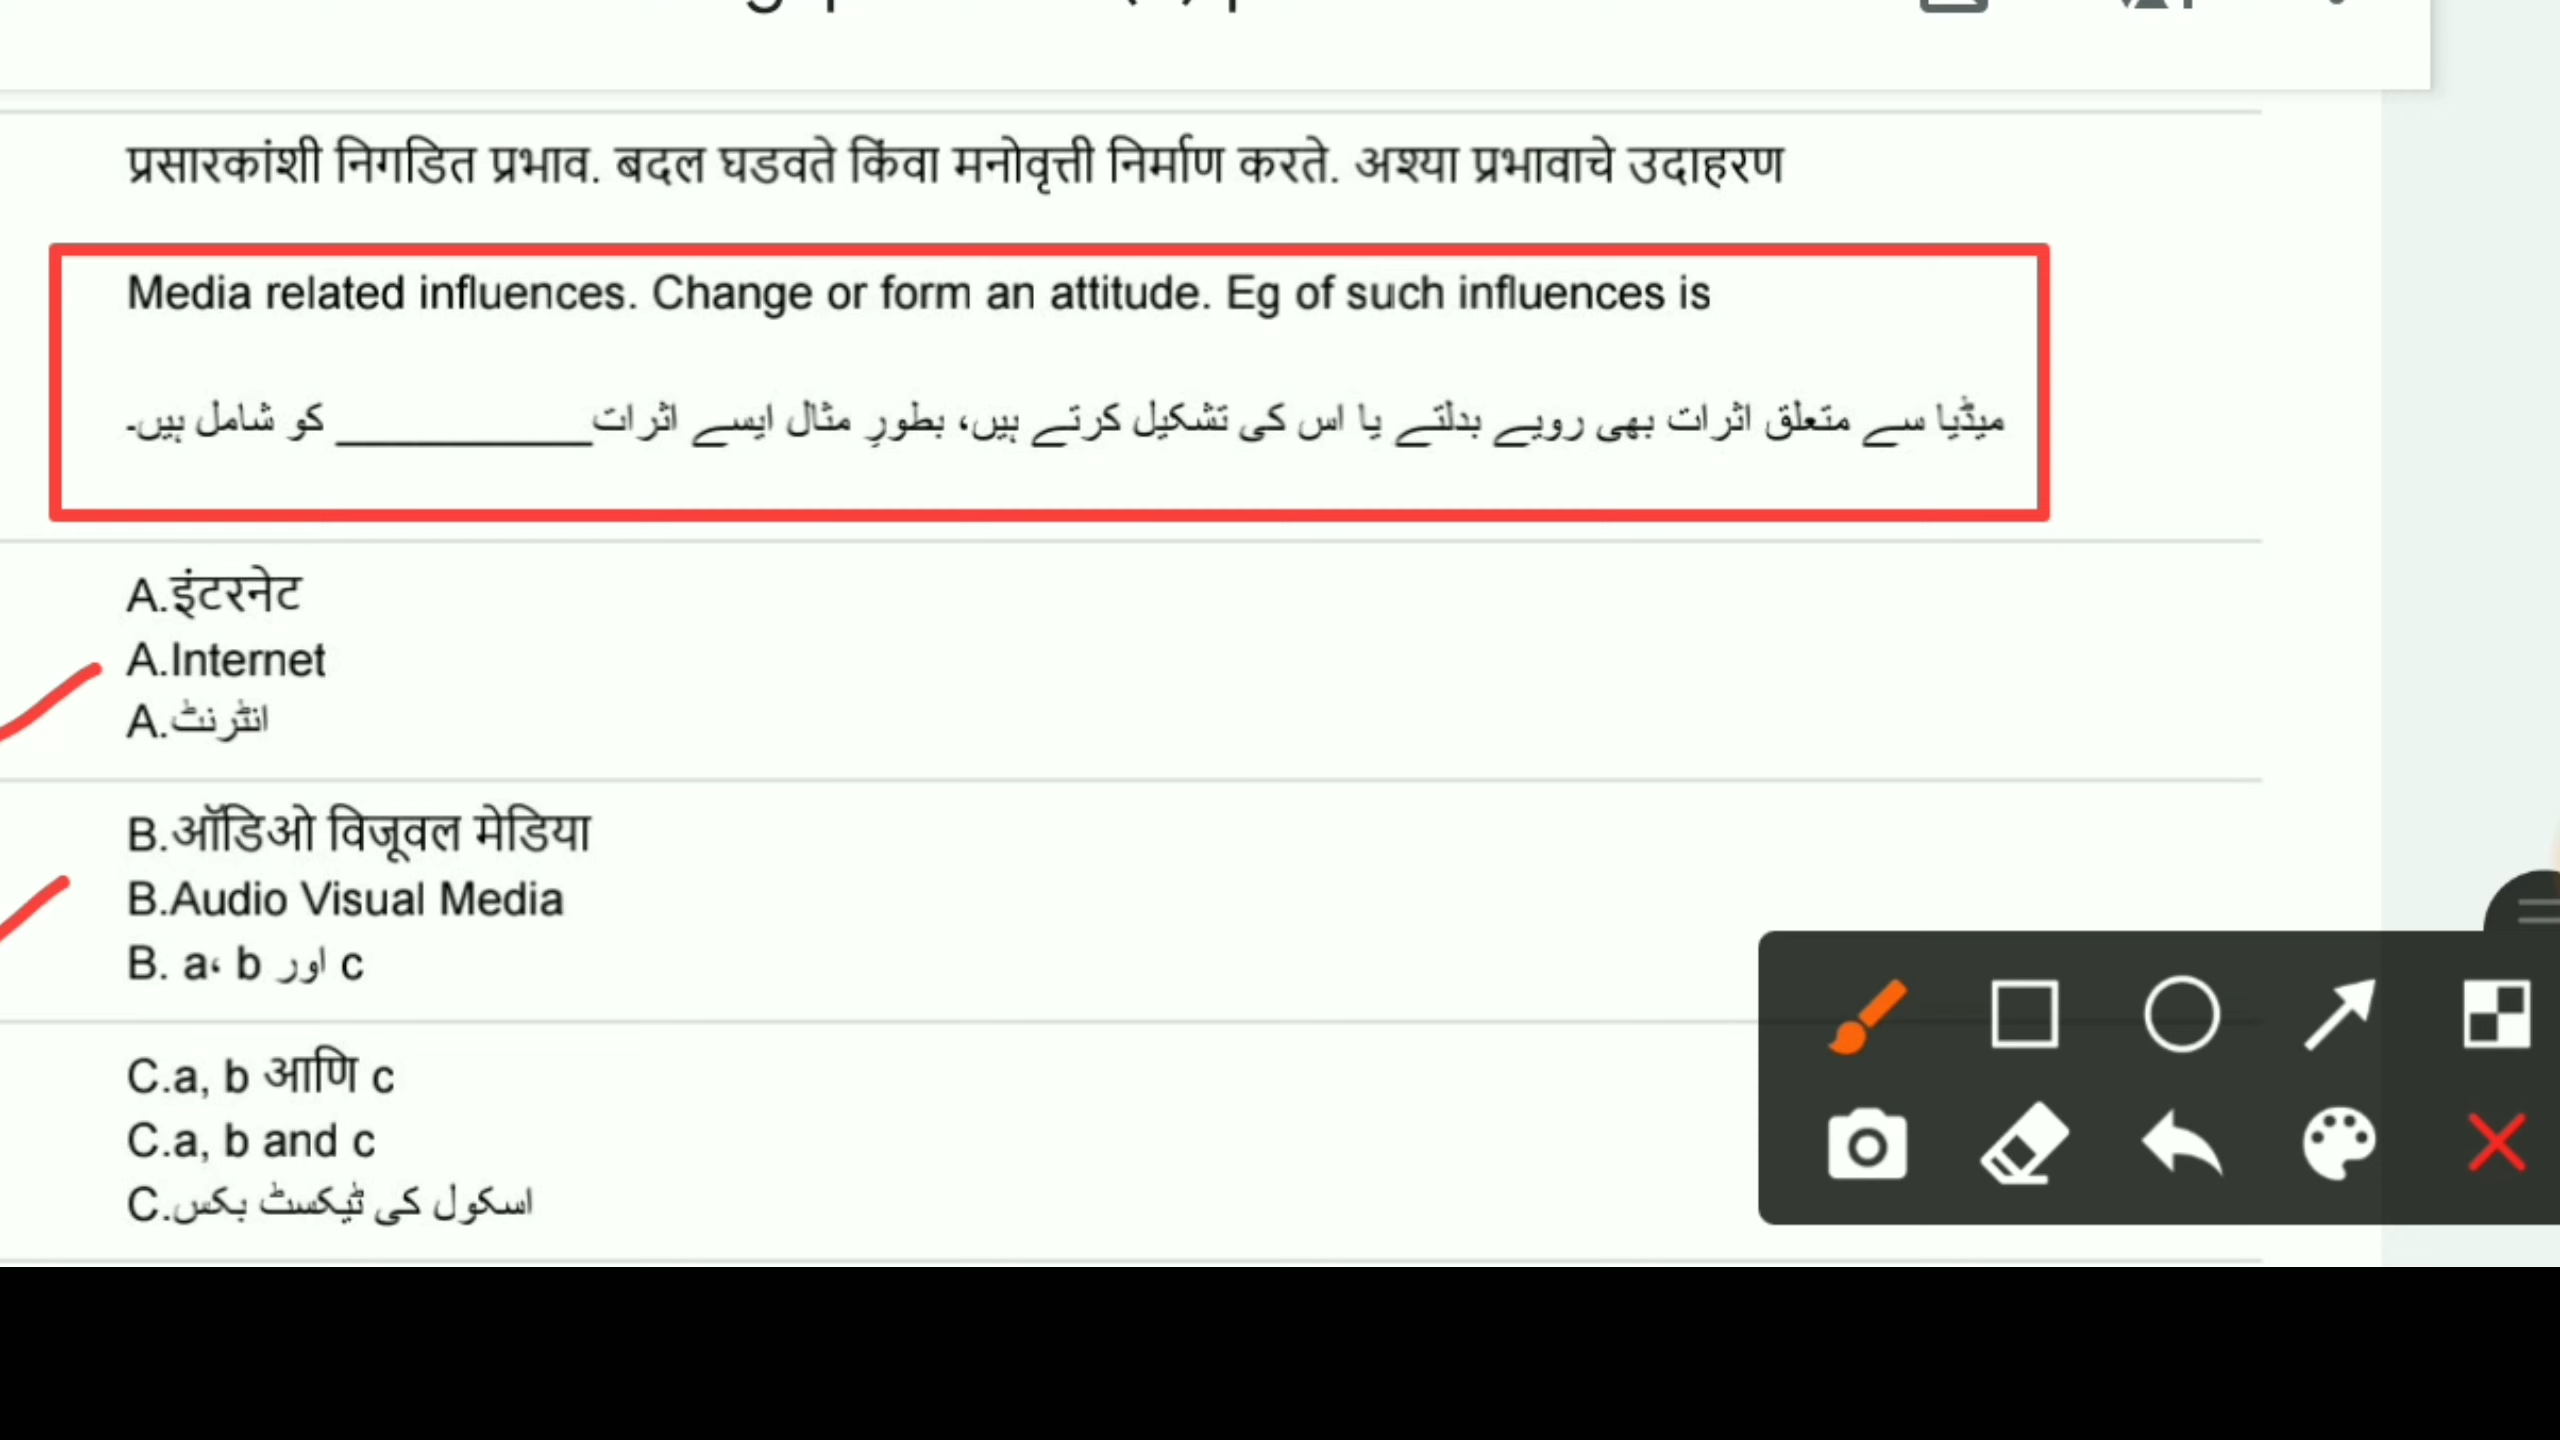 प्रसारकांशी निगडित प्रभाव. बदल घडवते किंवा मनोवृत्ती निर्माण करते. अश्या प्रभावाचे उदाहरण
Media related influences. Change or form an attitude. Eg of such influences is
میڈیا سے متعلق اثرات بھی رویے بدلتے یا اس کی تشکیل کرتے ہیں، بطورِ مثال ایسے اثرات__________ کو شامل ہیں۔
A.इंटरनेट
A.Internet
A.انٹرنٹ
B.ऑडिओ विजूवल मेडिया
B.Audio Visual Media
B. a، b اور c
C.a, b आणि c
C.a, b and c
C.اسکول کی ٹیکسٹ بکس